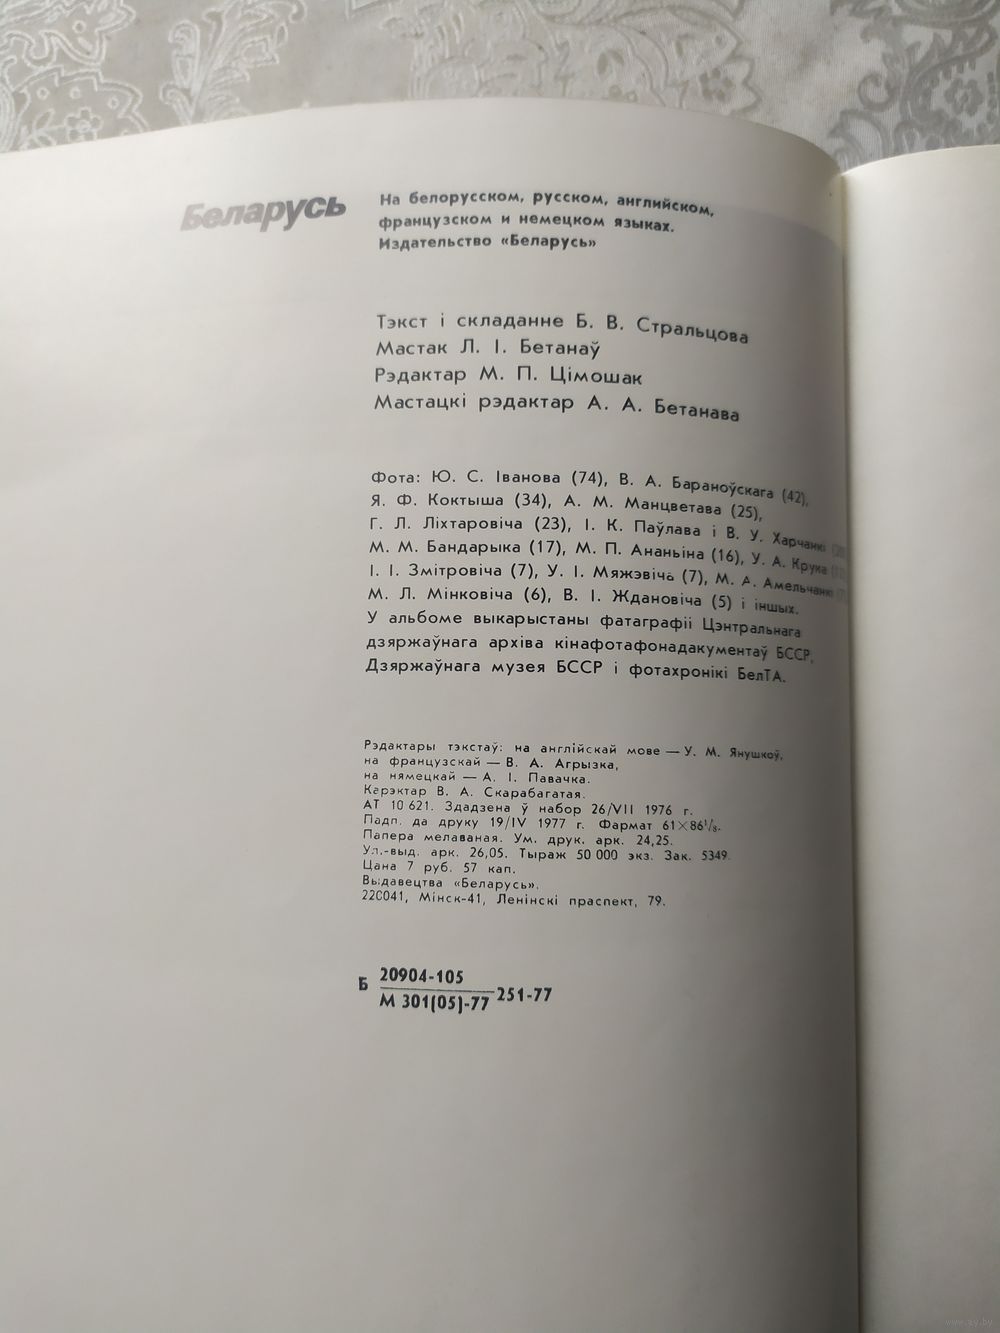 Беларусь
На белорусском, русском, английском,
французском и немецком языках.
Издательство «Беларусь»
Тэкст і складанне Б. В. Стральцова
Мастак Л. І. Бетанаў
Рэдактар М. П. Цімошак
Мастацкі рэдактар А. А. Бетанава
Фота: Ю. С. Іванова (74), В. А. Бараноўскага (42),
Я. Ф. Коктыша (34), А. М. Манцветава (25),
Г. Л. Ліхтаровіча (23), І. К. Паўлава і В. У. Харчанкі
М. М. Бандарыка (17), М. П. Ананьіна (16), У. А. Крука
І. І. Змітровіча (7), У. І. Мяжэвіча (7), М. А. Амельчанкі
М. Л. Мінковіча (6), В. І. Ждановіча (5) і іншых.
У альбоме выкарыстаны фатаграфіі Цэнтральнага
дзяржаўнага архіва кінафотафонадакументаў БССР,
Дзяржаўнага музея БССР і фотахронікі БелТА.
Рэдактары тэкстаў: на англійскай мове — У. М. Янушкоў,
на французскай — В. А. Агрызка,
на нямецкай — А. І. Павачка.
Карэктар В. А. Скарабагатая.
АТ 10 621. Здадзена ў набор 26/VII 1976 г.
Падп. да друку 19/IV 1977 г. Фармат 61×86¹/₈.
Папера мелаваная. Ум. друк. арк. 24,25.
Ул.-выд. арк. 26,05. Тыраж 50 000 экз. Зак. 5349.
Цана 7 руб. 57 кап.
Выдавецтва «Беларусь».
220041, Мінск-41, Ленінскі праспект, 79.
Б 20904-105
М 301(05)-77 251-77
www.ay.by